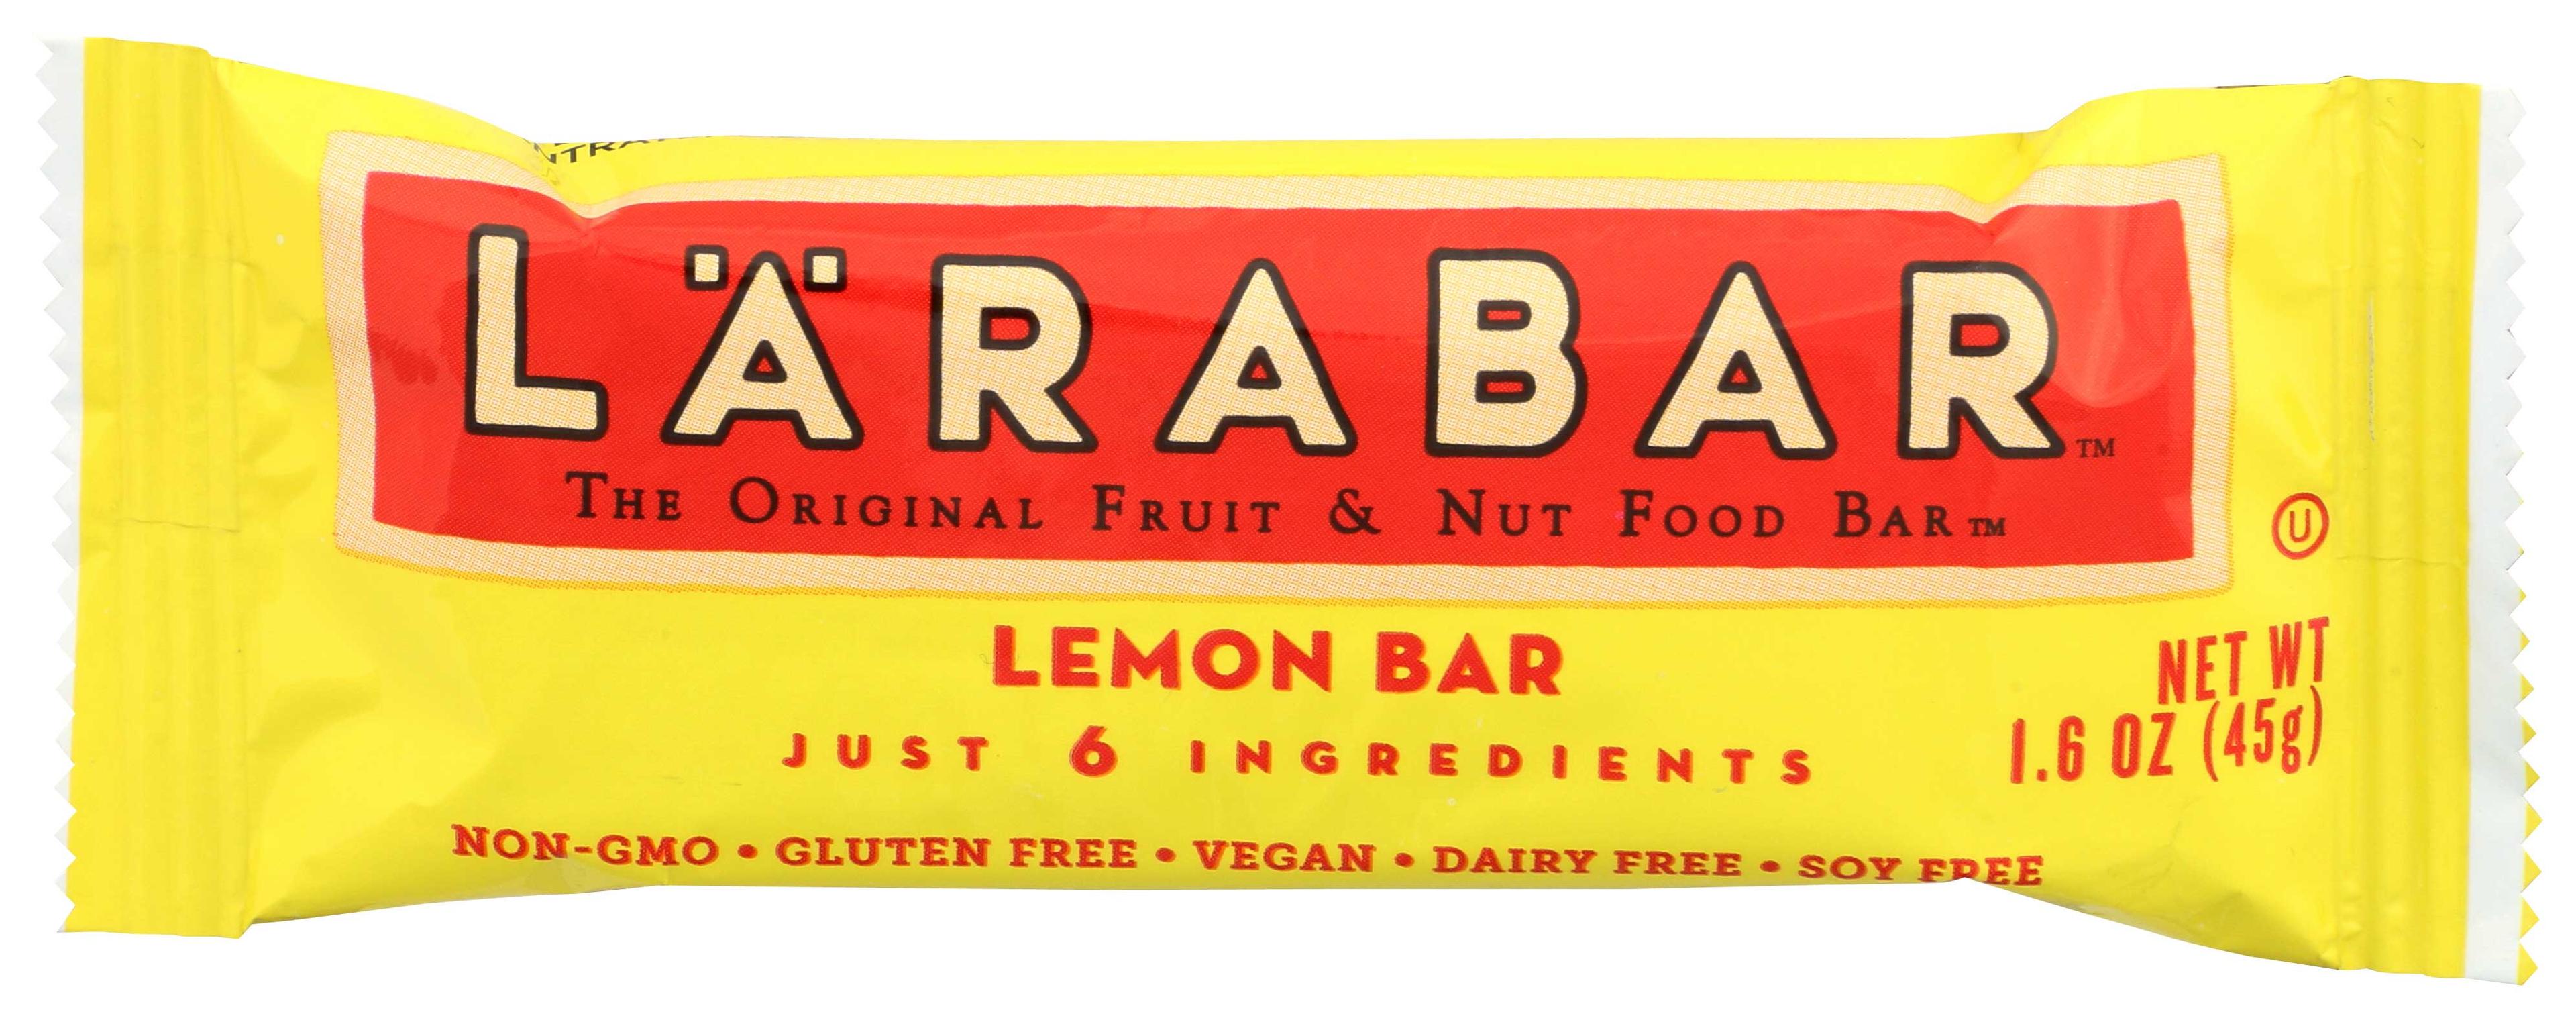 LÄRABAR™
THE ORIGINAL FRUIT & NUT FOOD BAR™
U
LEMON BAR
JUST 6 INGREDIENTS
NET WT
1.6 OZ (45g)
NON-GMO • GLUTEN FREE • VEGAN • DAIRY FREE • SOY FREE